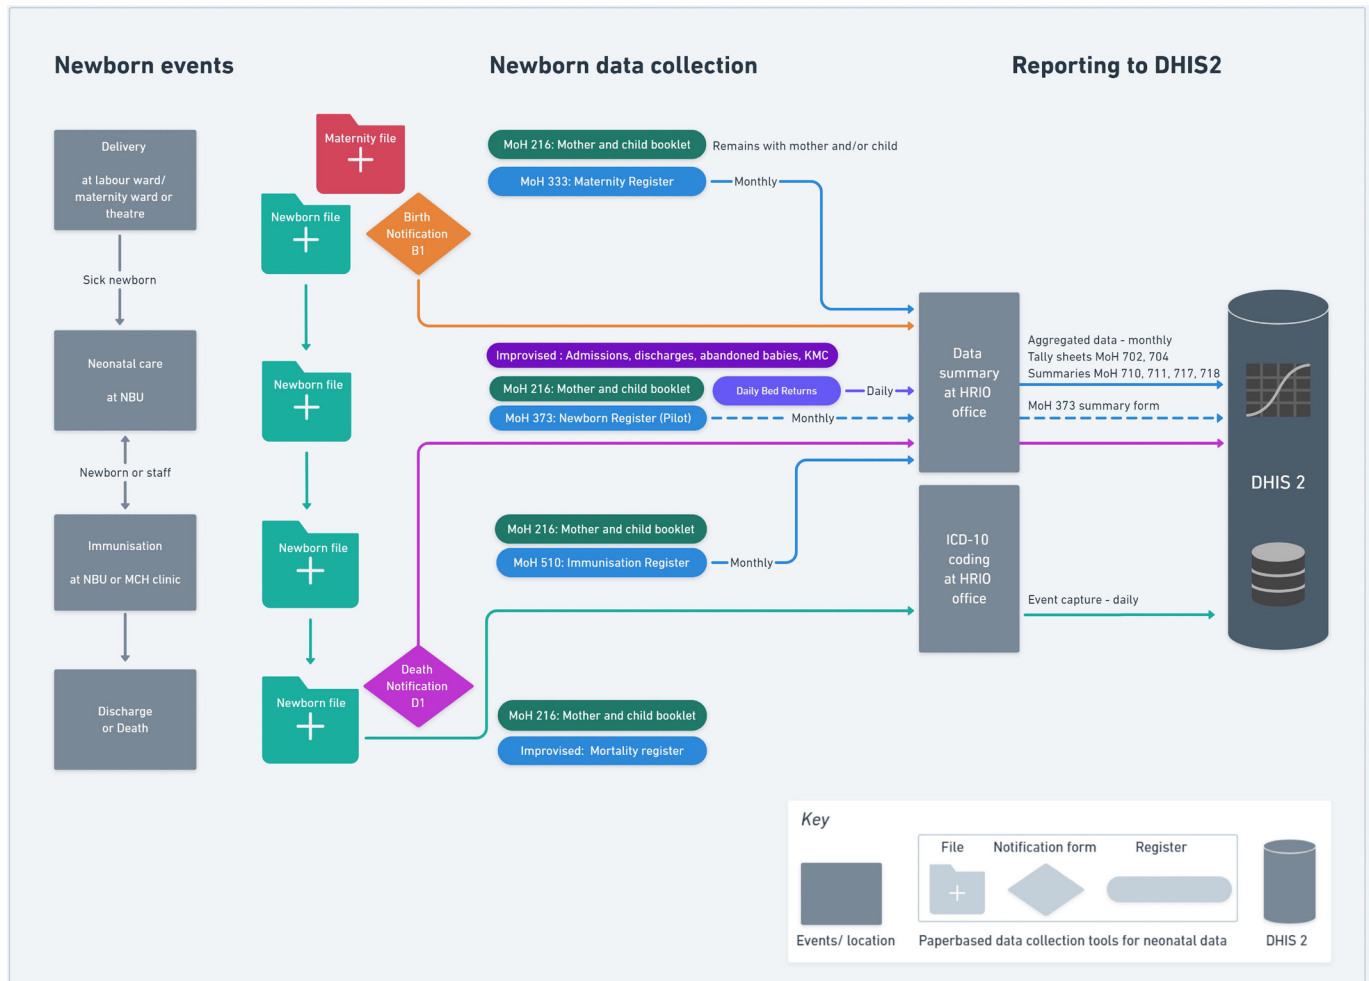 Newborn events
Newborn data collection
Reporting to DHIS2
Delivery
at labour ward/
maternity ward or
theatre
Sick newborn
Neonatal care
at NBU
Newborn or staff
Immunisation
at NBU or MCH clinic
Discharge
or Death
Maternity file
Newborn file
Birth
Notification
B1
Newborn file
Newborn file
Newborn file
Death
Notification
D1
MoH 216: Mother and child booklet
Remains with mother and/or child
MoH 333: Maternity Register
Monthly
Improvised : Admissions, discharges, abandoned babies, KMC
MoH 216: Mother and child booklet
Daily Bed Returns
Daily
MoH 373: Newborn Register (Pilot)
Monthly
MoH 216: Mother and child booklet
MoH 510: Immunisation Register
Monthly
MoH 216: Mother and child booklet
Improvised: Mortality register
Data
summary
at HRIO
office
ICD-10
coding
at HRIO
office
Aggregated data - monthly
Tally sheets MoH 702, 704
Summaries MoH 710, 711, 717, 718
MoH 373 summary form
Event capture - daily
DHIS 2
Key
File
Notification form
Register
Events/ location
Paperbased data collection tools for neonatal data
DHIS 2